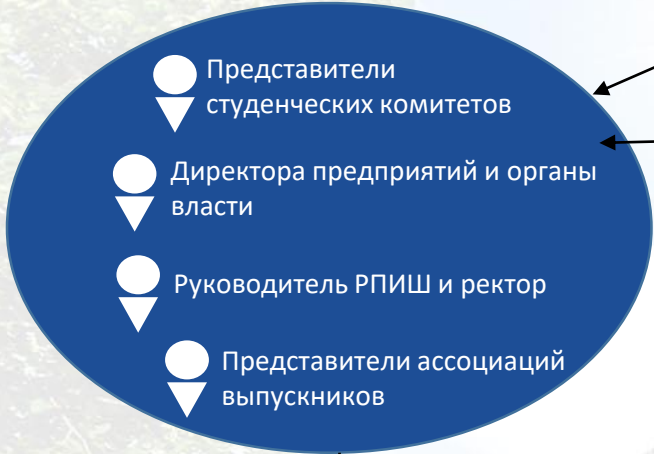 Представители
студенческих комитетов
Директора предприятий и органы
власти
Руководитель РПИШ и ректор
Представители ассоциаций
выпускников